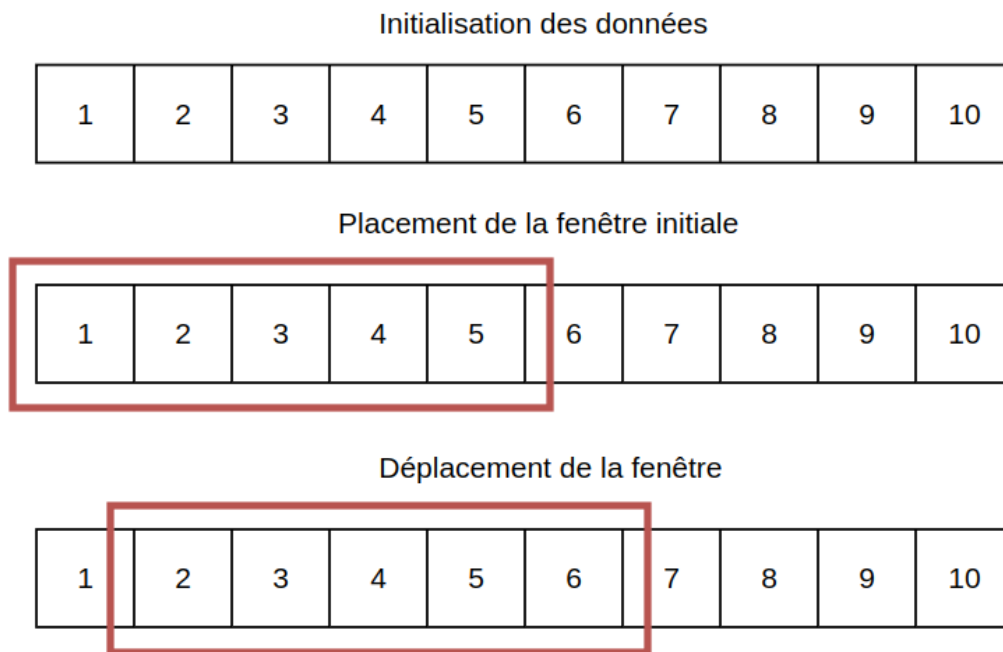 Initialisation des données
1 2 3 4 5 6 7 8 9 10
Placement de la fenêtre initiale
1 2 3 4 5 6 7 8 9 10
Déplacement de la fenêtre
1 2 3 4 5 6 7 8 9 10